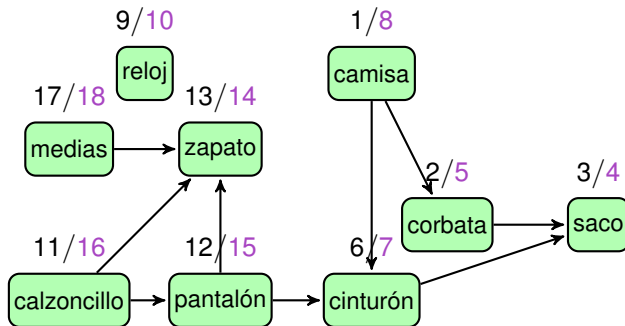 9/10
reloj
1/8
camisa
17/18
medias
13/14
zapato
2/5
corbata
3/4
saco
11/16
calzoncillo
12/15
pantalón
6/7
cinturón